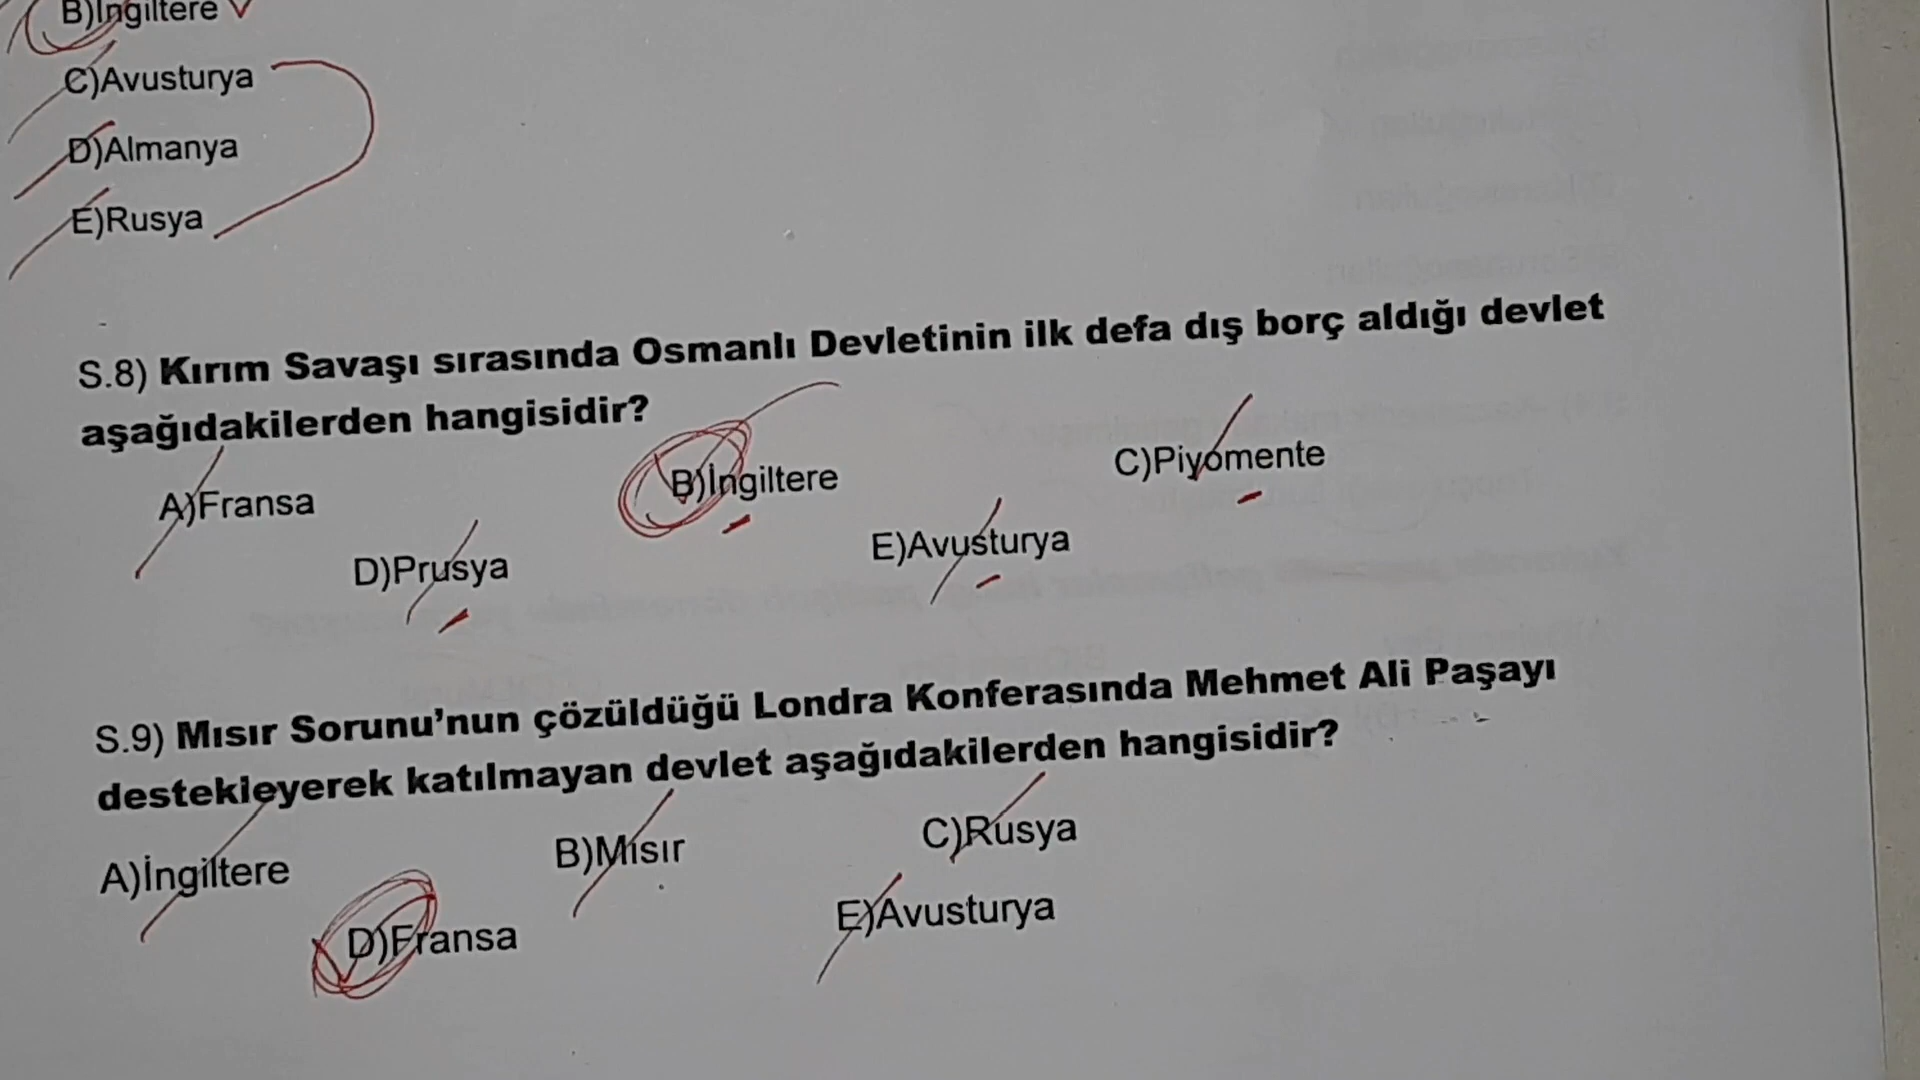 B)İngiltere
C)Avusturya
D)Almanya
E)Rusya
S.8) Kırım Savaşı sırasında Osmanlı Devletinin ilk defa dış borç aldığı devlet
aşağıdakilerden hangisidir?
A)Fransa B)İngiltere C)Piyomente
D)Prusya E)Avusturya
S.9) Mısır Sorunu'nun çözüldüğü Londra Konferasında Mehmet Ali Paşayı
destekleyerek katılmayan devlet aşağıdakilerden hangisidir?
A)İngiltere B)Mısır C)Rusya
D)Fransa E)Avusturya